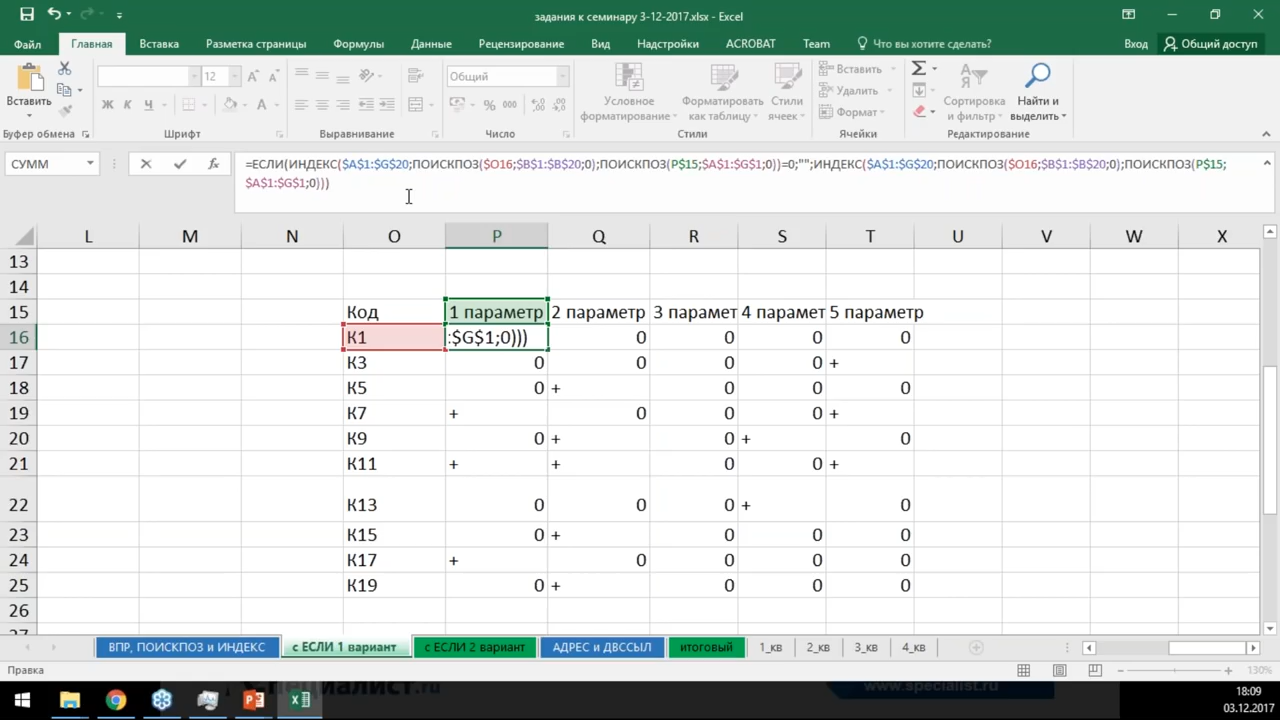 задания к семинару 3-12-2017.xlsx - Excel
Файл Главная Вставка Разметка страницы Формулы Данные Рецензирование Вид Надстройки ACROBAT Team Что вы хотите сделать? Вход Общий доступ
Вставить
Буфер обмена
12
Ж К Ч
Шрифт
Выравнивание
Общий
% 000
Число
Условное форматирование
Форматировать как таблицу
Стили ячеек
Стили
Вставить
Удалить
Формат
Ячейки
Сортировка и фильтр
Найти и выделить
Редактирование
СУММ
=ЕСЛИ(ИНДЕКС($A$1:$G$20;ПОИСКПОЗ($O16;$B$1:$B$20;0);ПОИСКПОЗ(P$15;$A$1:$G$1;0))=0;"";ИНДЕКС($A$1:$G$20;ПОИСКПОЗ($O16;$B$1:$B$20;0);ПОИСКПОЗ(P$15;
$A$1:$G$1;0)))
L M N O P Q R S T U V W X
13
14
15 Код 1 параметр 2 параметр 3 парамет 4 парамет 5 параметр
16 К1 :$G$1;0))) 0 0 0 0
17 К3 0 0 0 0 +
18 К5 0 + 0 0 0
19 К7 + 0 0 0 +
20 К9 0 + 0 + 0
21 К11 + + 0 0 +
22 К13 0 0 0 + 0
23 К15 0 + 0 0 0
24 К17 + 0 0 0 0
25 К19 0 + 0 0 0
26
ВПР, ПОИСКПОЗ и ИНДЕКС с ЕСЛИ 1 вариант с ЕСЛИ 2 вариант АДРЕС и ДВССЫЛ итоговый 1_кв 2_кв 3_кв 4_кв
Правка 130%
www.specialist.ru
18:09
03.12.2017